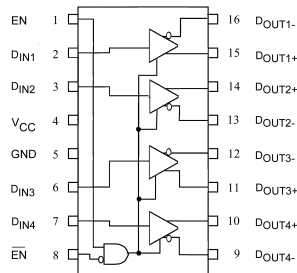 EN 1 16 DOUT1-
DIN1 2 15 DOUT1+
DIN2 3 14 DOUT2+
VCC 4 13 DOUT2-
GND 5 12 DOUT3-
DIN3 6 11 DOUT3+
DIN4 7 10 DOUT4+
E̅N̅ 8 9 DOUT4-